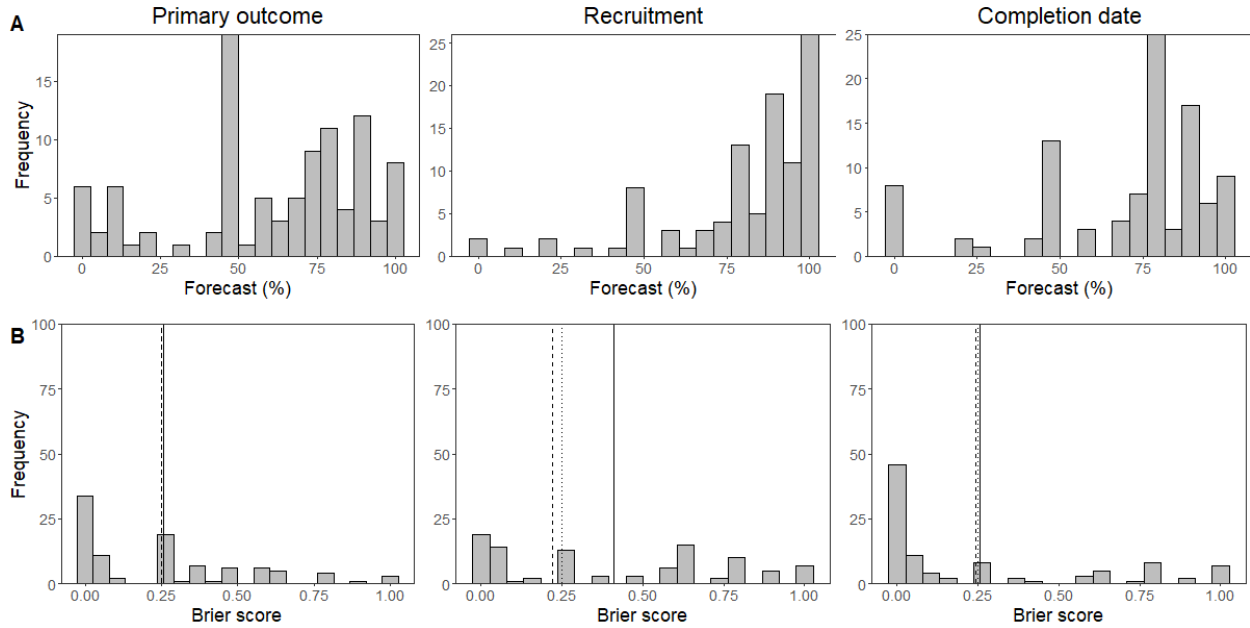 A
Primary outcome
Recruitment
Completion date
Frequency
15
10
5
0
0 25 50 75 100
Forecast (%)
25
20
15
10
5
0
0 25 50 75 100
Forecast (%)
25
20
15
10
5
0
0 25 50 75 100
Forecast (%)
B
Frequency
100
75
50
25
0
0.00 0.25 0.50 0.75 1.00
Brier score
100
75
50
25
0
0.00 0.25 0.50 0.75 1.00
Brier score
100
75
50
25
0
0.00 0.25 0.50 0.75 1.00
Brier score